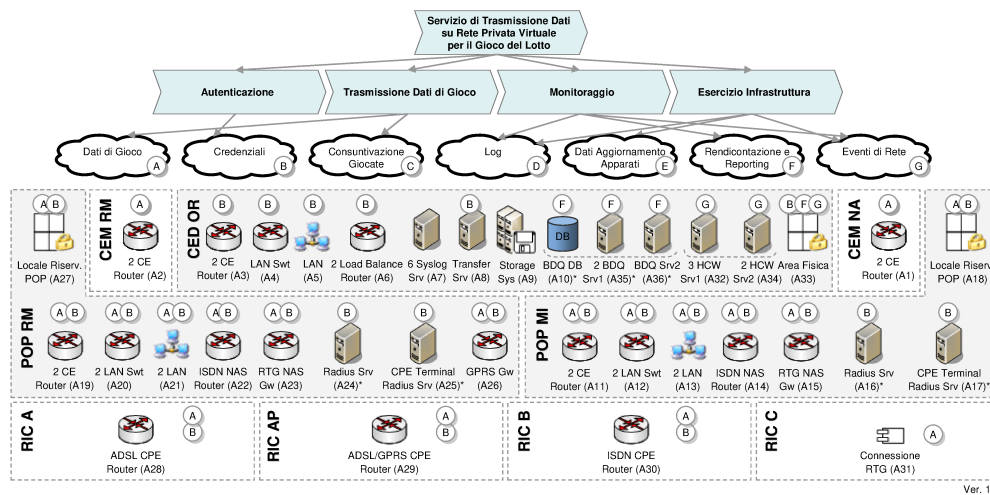 Servizio di Trasmissione Dati
su Rete Privata Virtuale
per il Gioco del Lotto
Autenticazione
Trasmissione Dati di Gioco
Monitoraggio
Esercizio Infrastruttura
Dati di Gioco
A
Credenziali
B
Consuntivazione
Giocate
C
Log
D
Dati Aggiornamento
Apparati
E
Rendicontazione e
Reporting
F
Eventi di Rete
G
A B
Locale Riserv.
POP (A27)
CEM RM
A
2 CE
Router (A2)
CED OR
B
2 CE
Router (A3)
B
LAN Swt
(A4)
B
LAN
(A5)
B
2 Load Balance
Router (A6)
6 Syslog
Srv (A7)
B
Transfer
Srv (A8)
Storage
Sys (A9)
F
DB
BDQ DB
(A10)*
F
2 BDQ
Srv1 (A35)*
F
BDQ Srv2
(A36)*
G
3 HCW
Srv1 (A32)
G
2 HCW
Srv2 (A34)
B F G
Area Fisica
(A33)
CEM NA
A
2 CE
Router (A1)
A B
Locale Riserv.
POP (A18)
POP RM
A B
2 CE
Router (A19)
A B
2 LAN Swt
(A20)
A B
2 LAN
(A21)
A B
ISDN NAS
Router (A22)
A B
RTG NAS
Gw (A23)
B
Radius Srv
(A24)*
B
CPE Terminal
Radius Srv (A25)*
A B
GPRS Gw
(A26)
POP MI
A B
2 CE
Router (A11)
A B
2 LAN Swt
(A12)
A B
2 LAN
(A13)
A B
ISDN NAS
Router (A14)
A B
RTG NAS
Gw (A15)
B
Radius Srv
(A16)*
B
CPE Terminal
Radius Srv (A17)*
RIC A
A
B
ADSL CPE
Router (A28)
RIC AP
A
B
ADSL/GPRS CPE
Router (A29)
RIC B
A
B
ISDN CPE
Router (A30)
RIC C
A
Connessione
RTG (A31)
Ver. 1